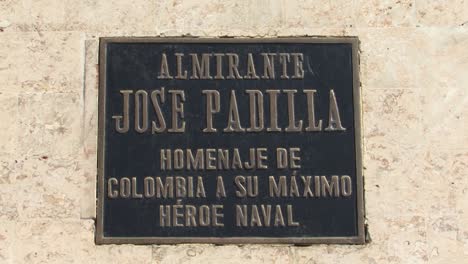 ALMIRANTE
JOSE PADILLA
HOMENAJE DE
COLOMBIA A SU MÁXIMO
HÉROE NAVAL